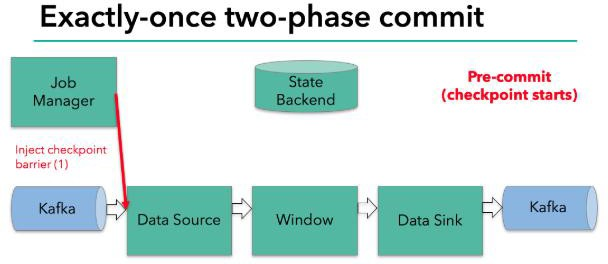 Exactly-once two-phase commit
Job
Manager
State
Backend
Pre-commit
(checkpoint starts)
Inject checkpoint
barrier (1)
Kafka
Data Source
Window
Data Sink
Kafka